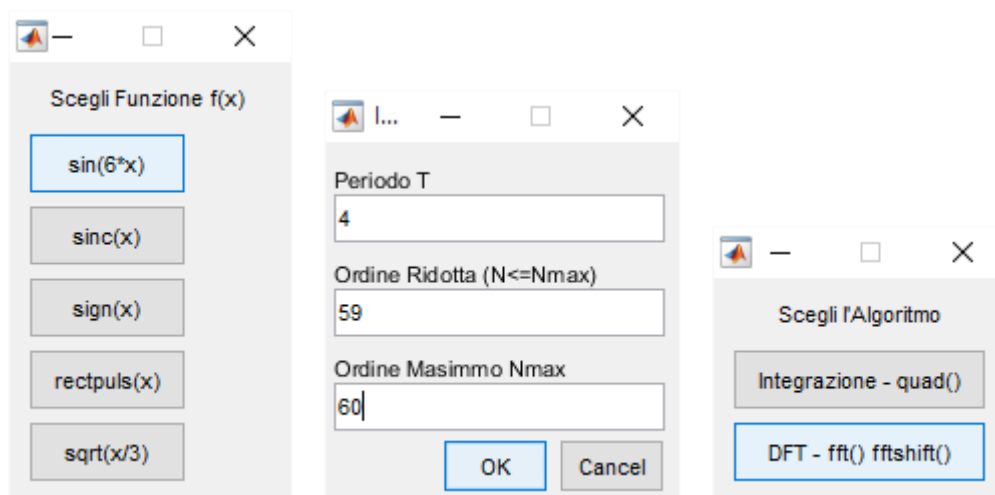 Scegli Funzione f(x)
sin(6*x)
sinc(x)
sign(x)
rectpuls(x)
sqrt(x/3)
I...
Periodo T
4
Ordine Ridotta (N<=Nmax)
59
Ordine Masimmo Nmax
60
OK Cancel
Scegli l'Algoritmo
Integrazione - quad()
DFT - fft() fftshift()